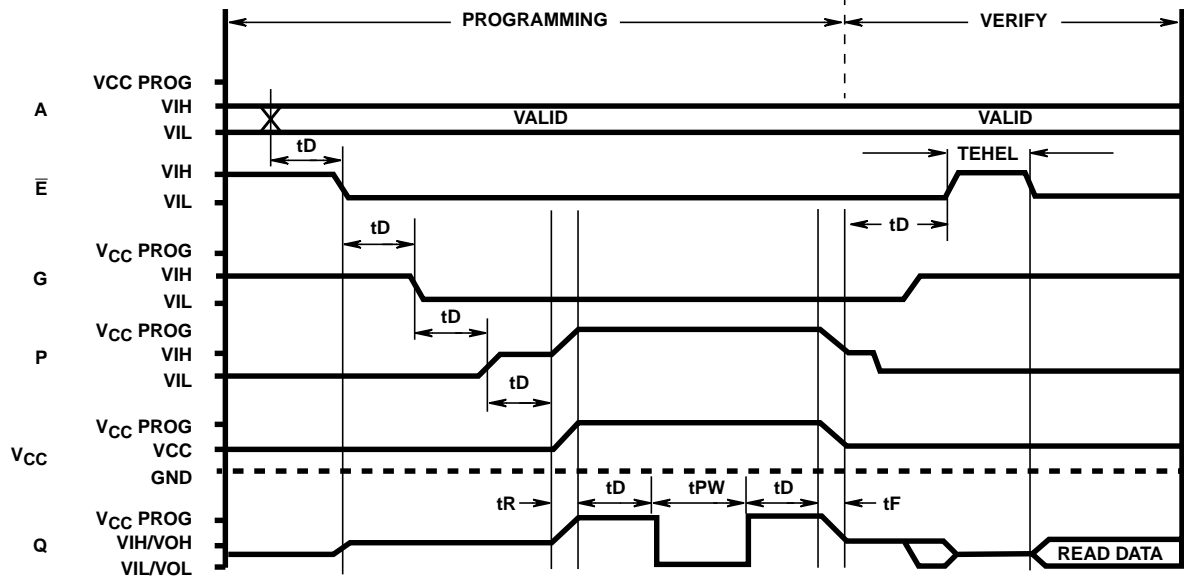 PROGRAMMING VERIFY
VCC PROG
A VIH VALID VALID
VIL
tD TEHEL
E̅ VIH
VIL
tD tD
VCC PROG
G VIH
VIL
tD
VCC PROG
P VIH
VIL tD
VCC PROG
VCC VCC
GND
tR tD tPW tD tF
VCC PROG
Q VIH/VOH
READ DATA
VIL/VOL